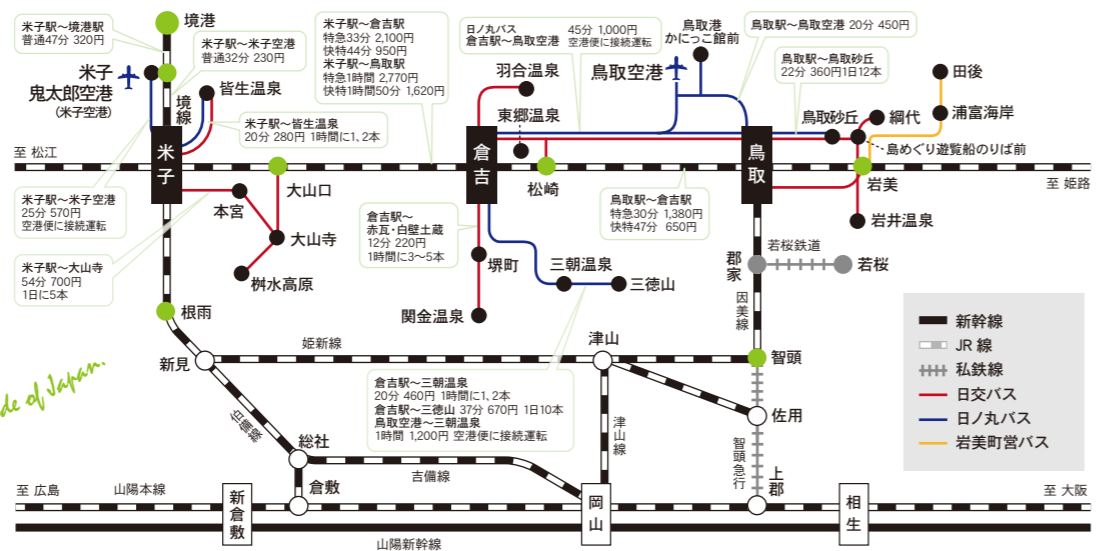 米子駅〜境港駅
普通47分 320円
境港
米子駅〜米子空港
普通32分 230円
米子駅〜倉吉駅
特急33分 2,100円
快特44分 950円
米子駅〜鳥取駅
特急1時間 2,770円
快特1時間50分 1,620円
日ノ丸バス
倉吉駅〜鳥取空港
45分 1,000円
空港便に接続運転
鳥取港
かにっこ館前
鳥取駅〜鳥取空港 20分 450円
鳥取駅〜鳥取砂丘
22分 360円1日12本
米子
鬼太郎空港
(米子空港)
境線
皆生温泉
米子駅〜皆生温泉
20分 280円 1時間に1、2本
羽合温泉
東郷温泉
鳥取空港
鳥取砂丘
網代
田後
浦富海岸
島めぐり遊覧船のりば前
至 松江
米子
倉吉
鳥取
大山口
松崎
岩美
至 姫路
米子駅〜米子空港
25分 570円
空港便に接続運転
本宮
大山寺
桝水高原
米子駅〜大山寺
54分 700円
1日に5本
倉吉駅〜
赤瓦・白壁土蔵
12分 220円
1時間に3〜5本
堺町
関金温泉
三朝温泉
三徳山
鳥取駅〜倉吉駅
特急30分 1,380円
快特47分 650円
岩井温泉
郡家
若桜鉄道
若桜
因美線
根雨
新見
姫新線
津山
智頭
倉吉駅〜三朝温泉
20分 460円 1時間に1、2本
倉吉駅〜三徳山 37分 670円 1日10本
鳥取空港〜三朝温泉
1時間 1,200円 空港便に接続運転
de of Japan.
伯備線
総社
吉備線
津山線
佐用
智頭急行
上郡
倉敷
至 広島
山陽本線
新倉敷
岡山
相生
至 大阪
山陽新幹線
新幹線
JR線
私鉄線
日交バス
日ノ丸バス
岩美町営バス